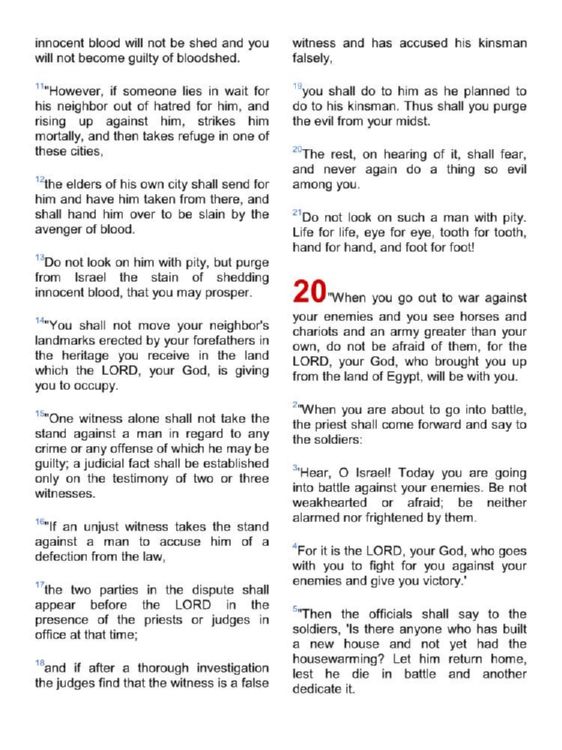 innocent blood will not be shed and you
will not become guilty of bloodshed.
11"However, if someone lies in wait for
his neighbor out of hatred for him, and
rising up against him, strikes him
mortally, and then takes refuge in one of
these cities,
12the elders of his own city shall send for
him and have him taken from there, and
shall hand him over to be slain by the
avenger of blood.
13Do not look on him with pity, but purge
from Israel the stain of shedding
innocent blood, that you may prosper.
14"You shall not move your neighbor's
landmarks erected by your forefathers in
the heritage you receive in the land
which the LORD, your God, is giving
you to occupy.
15"One witness alone shall not take the
stand against a man in regard to any
crime or any offense of which he may be
guilty; a judicial fact shall be established
only on the testimony of two or three
witnesses.
16"If an unjust witness takes the stand
against a man to accuse him of a
defection from the law,
17the two parties in the dispute shall
appear before the LORD in the
presence of the priests or judges in
office at that time;
18and if after a thorough investigation
the judges find that the witness is a false
witness and has accused his kinsman
falsely,
19you shall do to him as he planned to
do to his kinsman. Thus shall you purge
the evil from your midst.
20The rest, on hearing of it, shall fear,
and never again do a thing so evil
among you.
21Do not look on such a man with pity.
Life for life, eye for eye, tooth for tooth,
hand for hand, and foot for foot!
20"When you go out to war against
your enemies and you see horses and
chariots and an army greater than your
own, do not be afraid of them, for the
LORD, your God, who brought you up
from the land of Egypt, will be with you.
2"When you are about to go into battle,
the priest shall come forward and say to
the soldiers:
3'Hear, O Israel! Today you are going
into battle against your enemies. Be not
weakhearted or afraid; be neither
alarmed nor frightened by them.
4For it is the LORD, your God, who goes
with you to fight for you against your
enemies and give you victory.'
5"Then the officials shall say to the
soldiers, 'Is there anyone who has built
a new house and not yet had the
housewarming? Let him return home,
lest he die in battle and another
dedicate it.